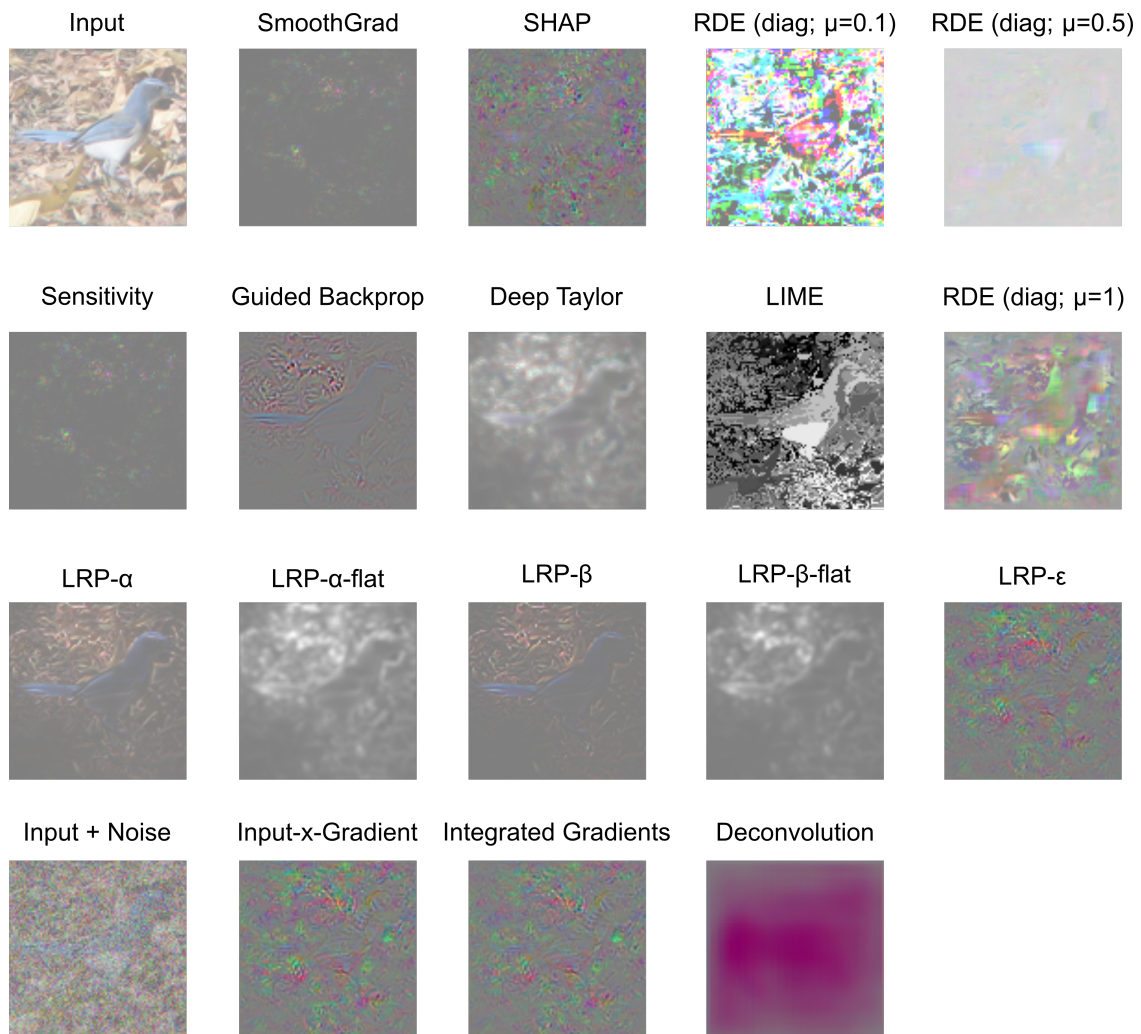 Input
SmoothGrad
SHAP
RDE (diag; μ=0.1)
RDE (diag; μ=0.5)
Sensitivity
Guided Backprop
Deep Taylor
LIME
RDE (diag; μ=1)
LRP-α
LRP-α-flat
LRP-β
LRP-β-flat
LRP-ε
Input + Noise
Input-x-Gradient
Integrated Gradients
Deconvolution